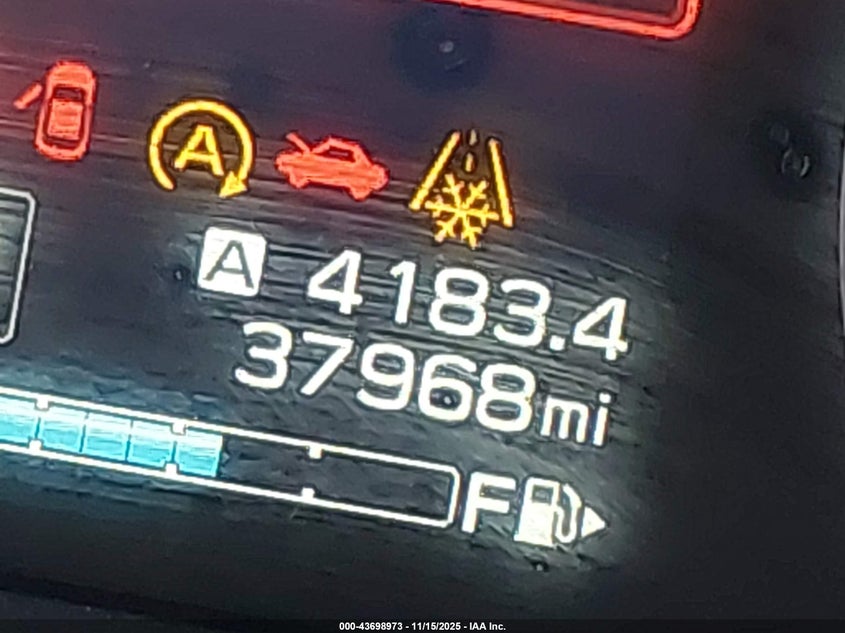 A
A 4183.4
37968mi
F
000-43698973 - 11/15/2025 - IAA Inc.